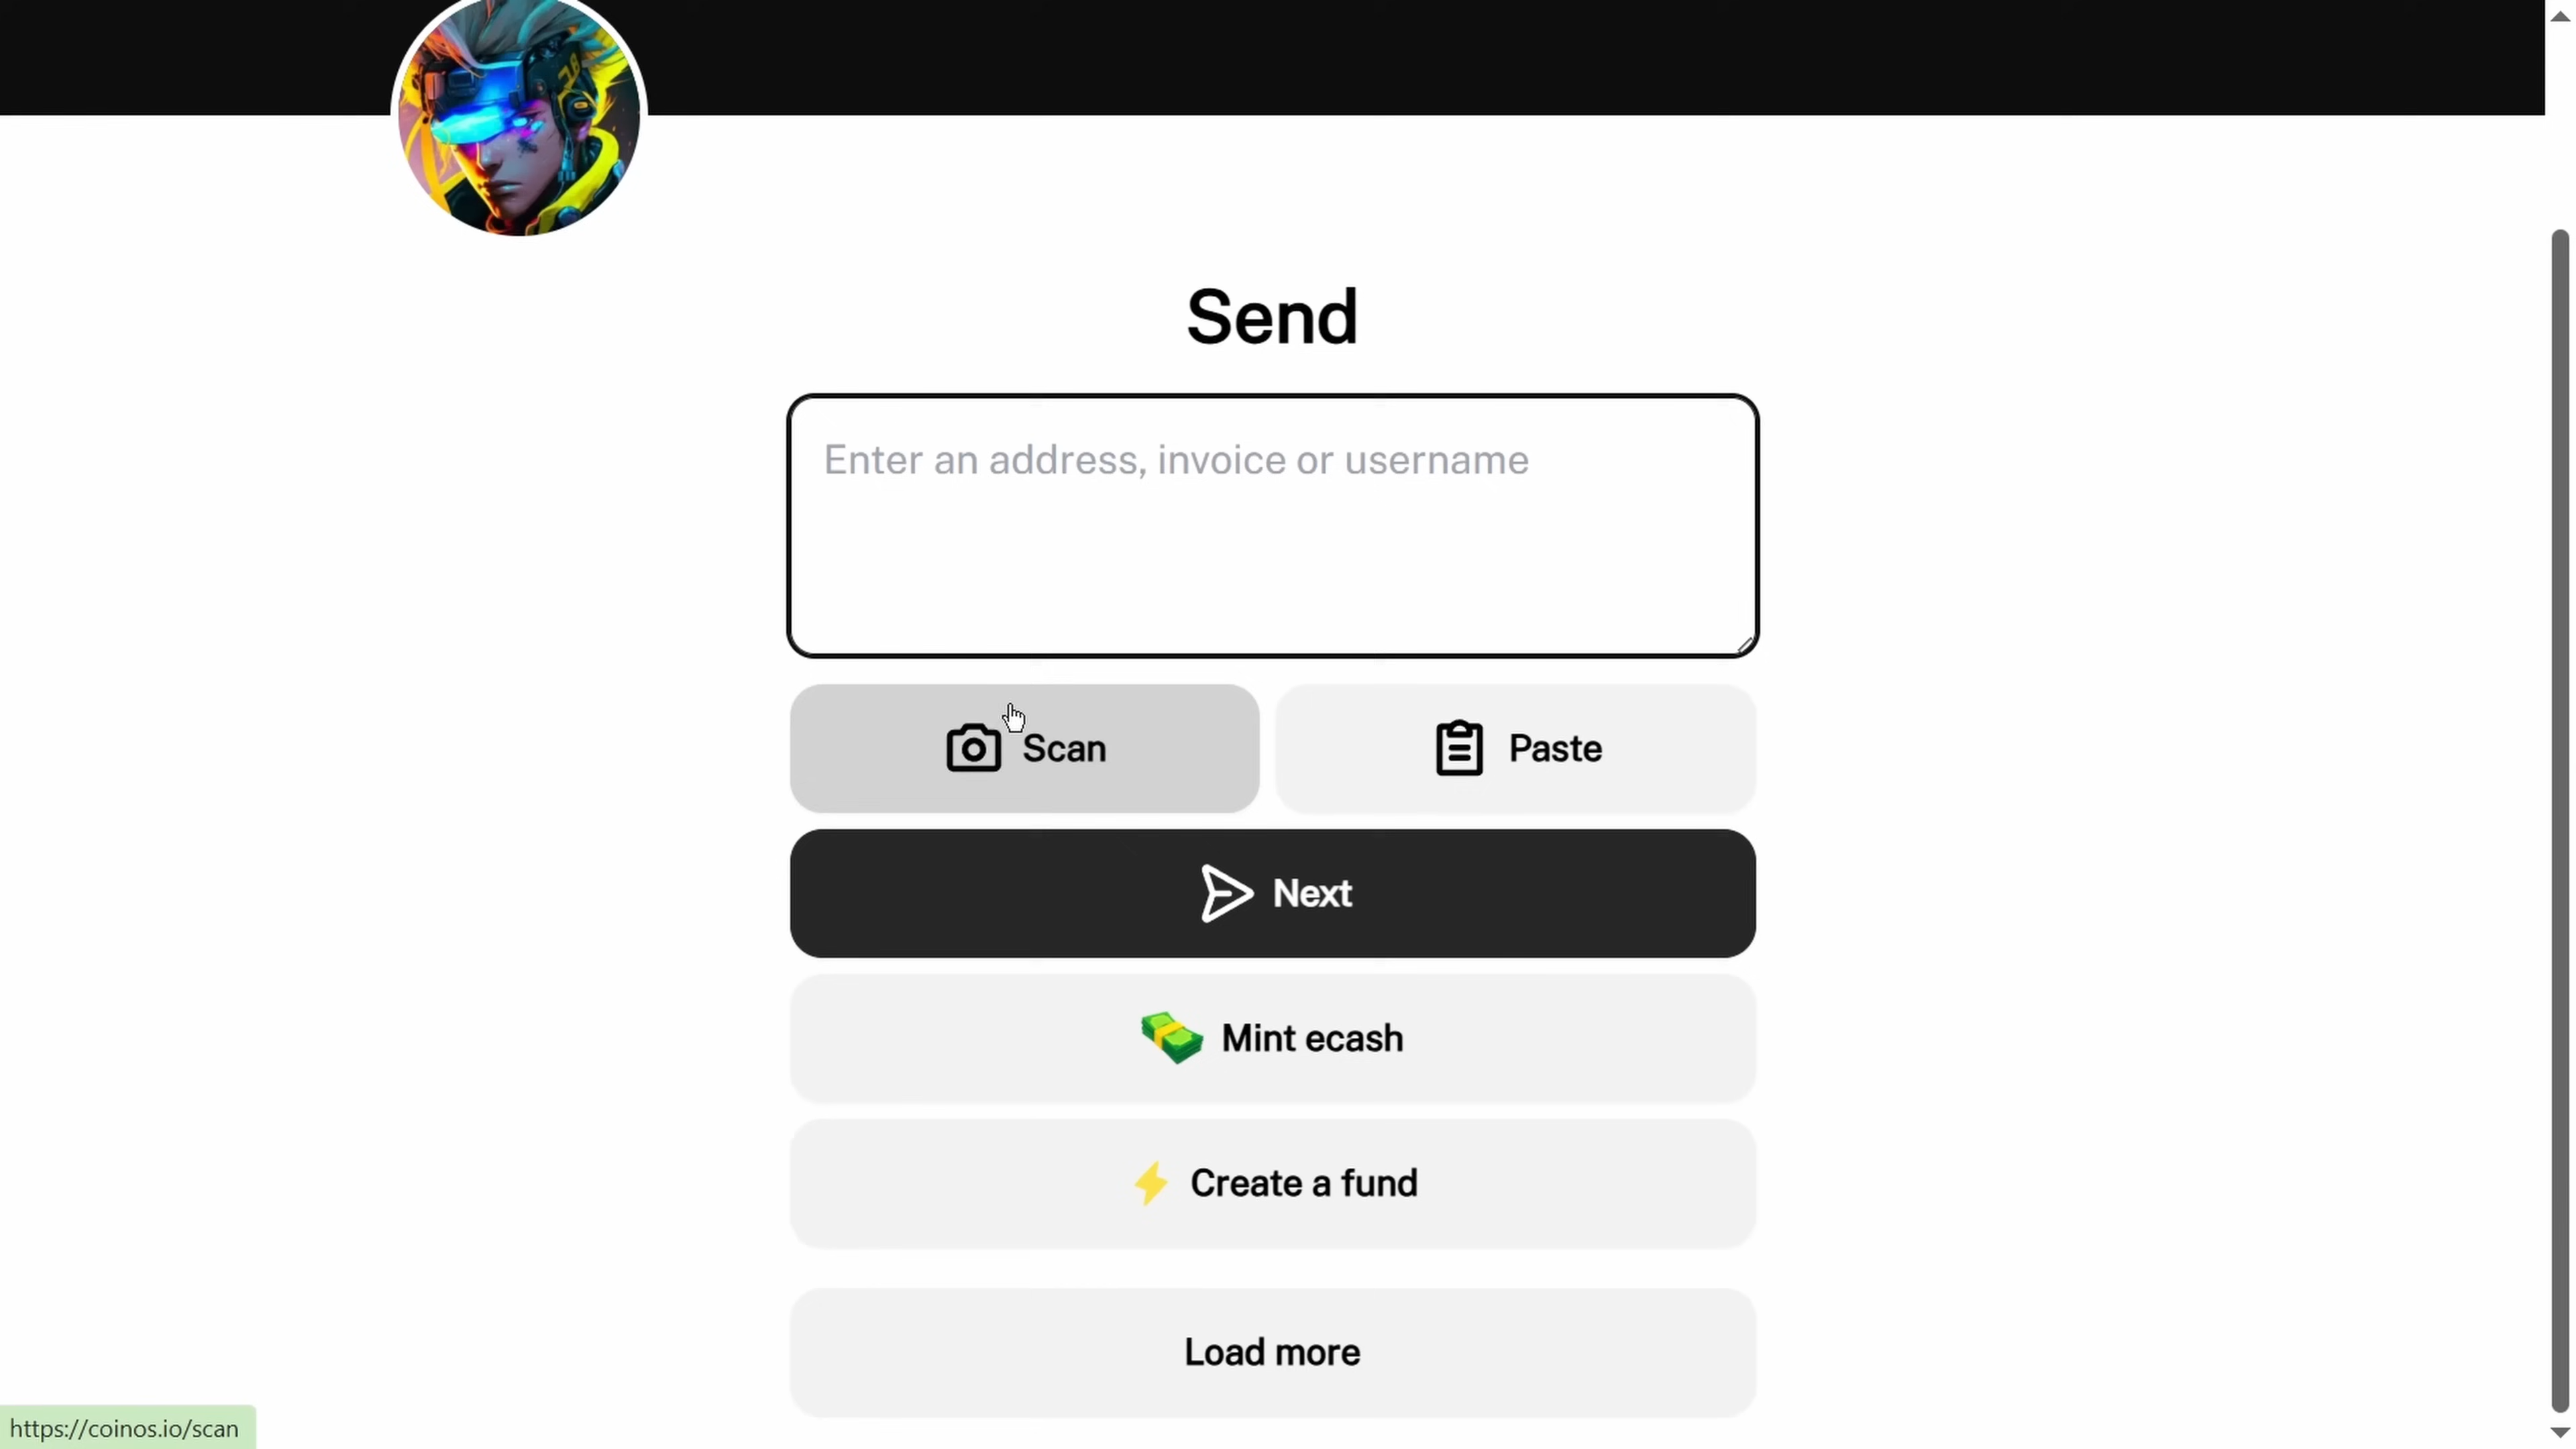 Send
Enter an address, invoice or username
Scan
Paste
Next
Mint ecash
Create a fund
Load more
https://coinos.io/scan